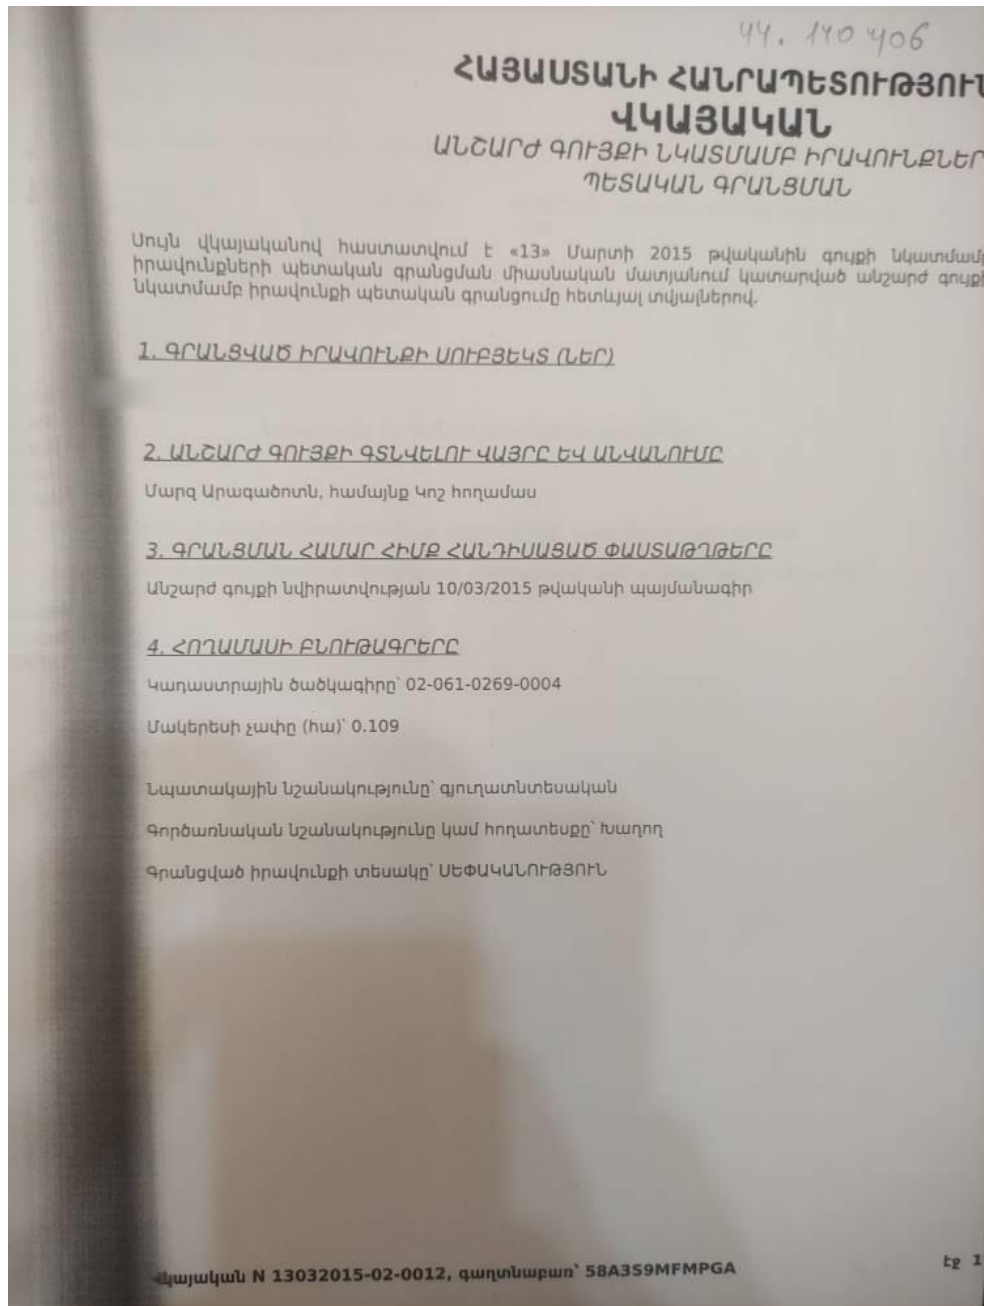 44. 140 406
ՀԱՅԱՍՏԱՆԻ ՀԱՆՐԱՊԵՏՈՒԹՅՈՒՆ
ՎԿԱՅԱԿԱՆ
ԱՆՇԱՐԺ ԳՈՒՅՔԻ ՆԿԱՏՄԱՄԲ ԻՐԱՎՈՒՆՔՆԵՐ
ՊԵՏԱԿԱՆ ԳՐԱՆՑՄԱՆ
Սույն վկայականով հաստատվում է «13» Մարտի 2015 թվականին գույքի նկատմամբ
իրավունքների պետական գրանցման միասնական մատյանում կատարված անշարժ գույքի
նկատմամբ իրավունքի պետական գրանցումը հետևյալ տվյալներով.
1. ԳՐԱՆՑՎԱԾ ԻՐԱՎՈՒՆՔԻ ՍՈՒԲՅԵԿՏ (ՆԵՐ)
2. ԱՆՇԱՐԺ ԳՈՒՅՔԻ ԳՏՆՎԵԼՈՒ ՎԱՅՐԸ ԵՎ ԱՆՎԱՆՈՒՄԸ
Մարզ Արագածոտն, համայնք Կոշ հողամաս
3. ԳՐԱՆՑՄԱՆ ՀԱՄԱՐ ՀԻՄՔ ՀԱՆԴԻՍԱՑԱԾ ՓԱՍՏԱԹՂԹԵՐԸ
Անշարժ գույքի նվիրատվության 10/03/2015 թվականի պայմանագիր
4. ՀՈՂԱՄԱՍԻ ԲՆՈՒԹԱԳՐԵՐԸ
Կադաստրային ծածկագիրը՝ 02-061-0269-0004
Մակերեսի չափը (հա)՝ 0.109
Նպատակային նշանակությունը՝ գյուղատնտեսական
Գործառնական նշանակությունը կամ հողատեսքը՝ Խաղող
Գրանցված իրավունքի տեսակը՝ ՍԵՓԱԿԱՆՈՒԹՅՈՒՆ
Վկայական N 13032015-02-0012, գաղտնաբառ՝ 58A3S9MFMPGA
Էջ 1